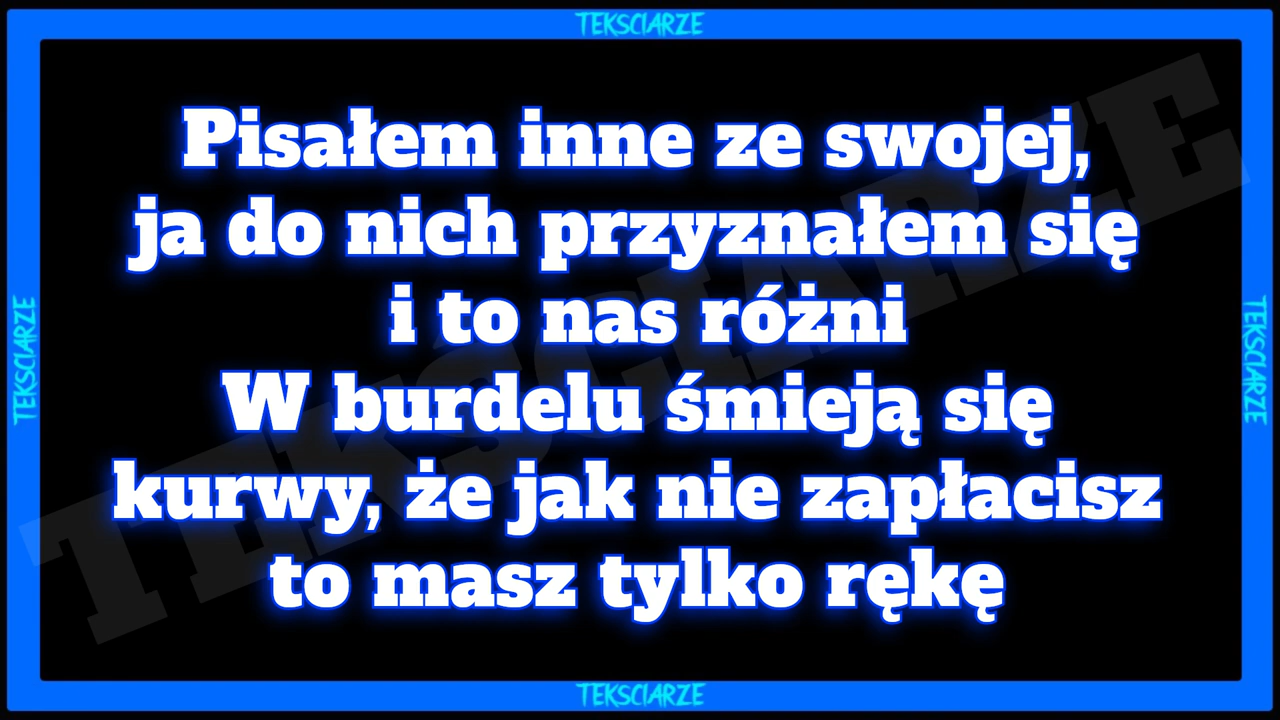 TEKSCIARZE
Pisałem inne ze swojej,
ja do nich przyznałem się
i to nas różni
W burdelu śmieją się
kurwy, że jak nie zapłacisz
to masz tylko rękę
TEKSCIARZE
TEKSCIARZE
TEKŚCIARZE
TEKSCIARZE